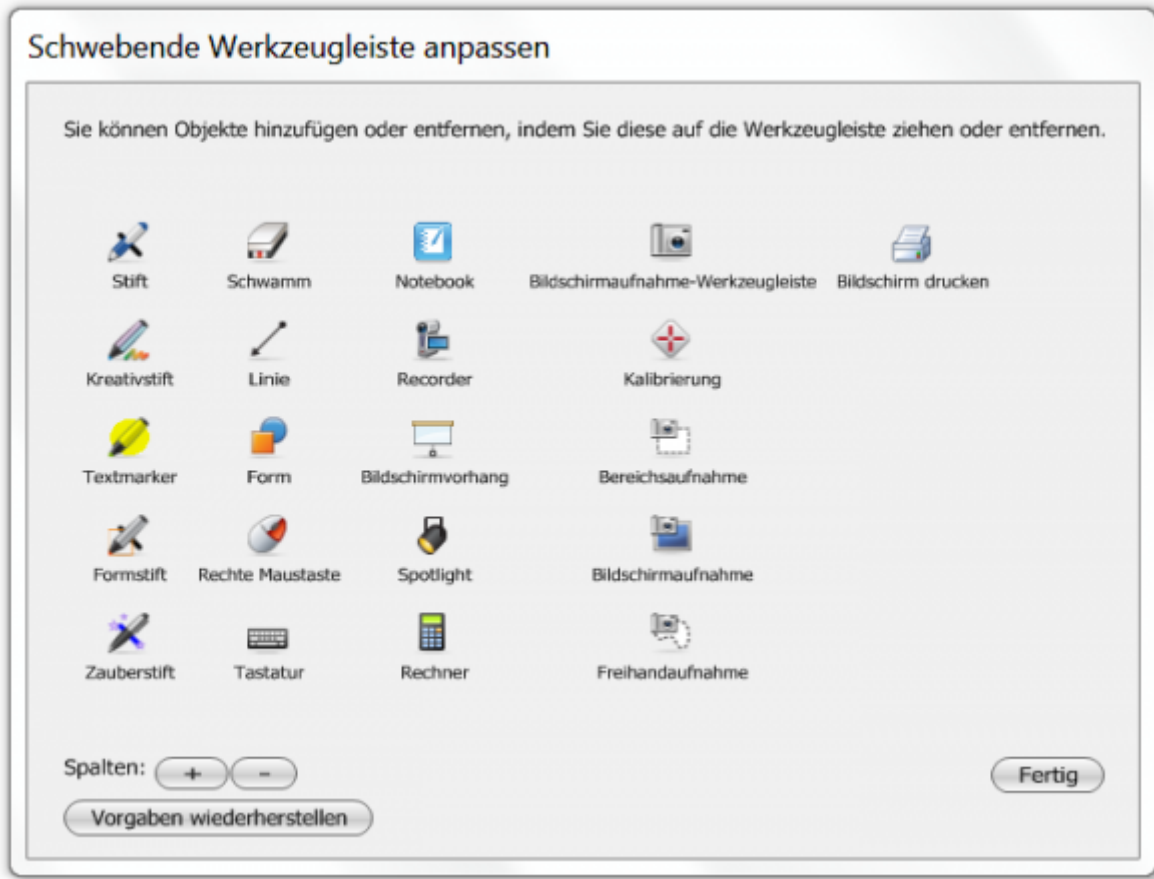 Schwebende Werkzeugleiste anpassen
Sie können Objekte hinzufügen oder entfernen, indem Sie diese auf die Werkzeugleiste ziehen oder entfernen.
Stift Schwamm Notebook Bildschirmaufnahme-Werkzeugleiste Bildschirm drucken
Kreativstift Linie Recorder Kalibrierung
Textmarker Form Bildschirmvorhang Bereichsaufnahme
Formstift Rechte Maustaste Spotlight Bildschirmaufnahme
Zauberstift Tastatur Rechner Freihandaufnahme
Spalten: + -
Fertig
Vorgaben wiederherstellen